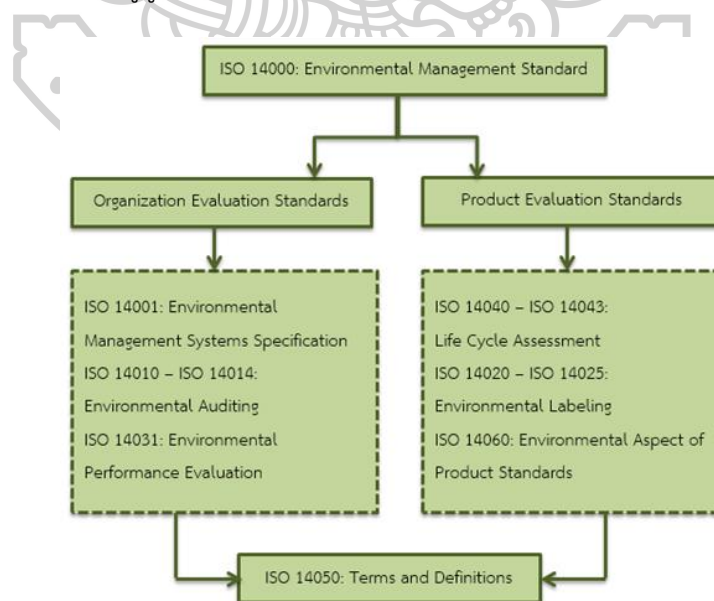 ISO 14000: Environmental Management Standard
Organization Evaluation Standards
Product Evaluation Standards
ISO 14001: Environmental
Management Systems Specification
ISO 14010 – ISO 14014:
Environmental Auditing
ISO 14031: Environmental
Performance Evaluation
ISO 14040 – ISO 14043:
Life Cycle Assessment
ISO 14020 – ISO 14025:
Environmental Labeling
ISO 14060: Environmental Aspect of
Product Standards
ISO 14050: Terms and Definitions